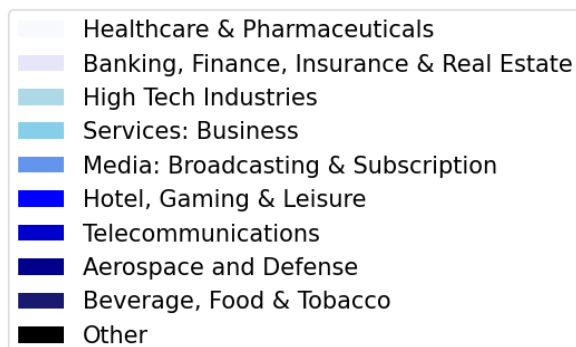 Healthcare & Pharmaceuticals
Banking, Finance, Insurance & Real Estate
High Tech Industries
Services: Business
Media: Broadcasting & Subscription
Hotel, Gaming & Leisure
Telecommunications
Aerospace and Defense
Beverage, Food & Tobacco
Other